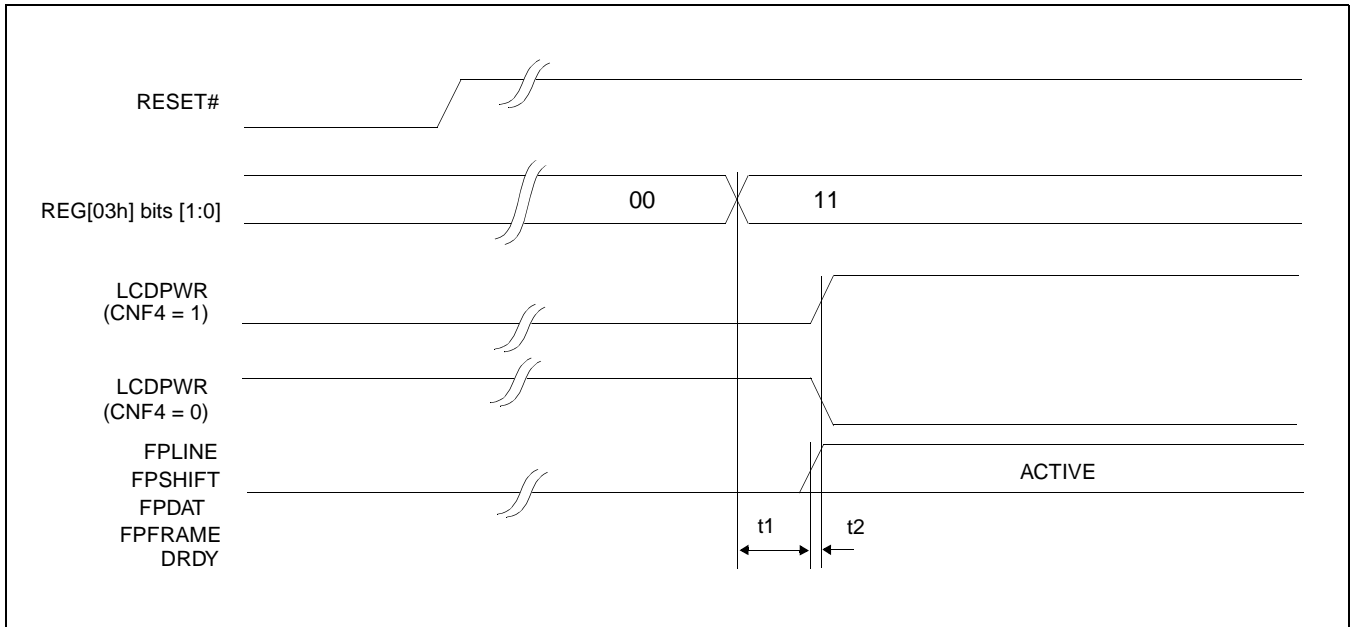 RESET#
REG[03h] bits [1:0]
00
11
LCDPWR
(CNF4 = 1)
LCDPWR
(CNF4 = 0)
FPLINE
FPSHIFT
FPDAT
FPFRAME
DRDY
ACTIVE
t1
t2